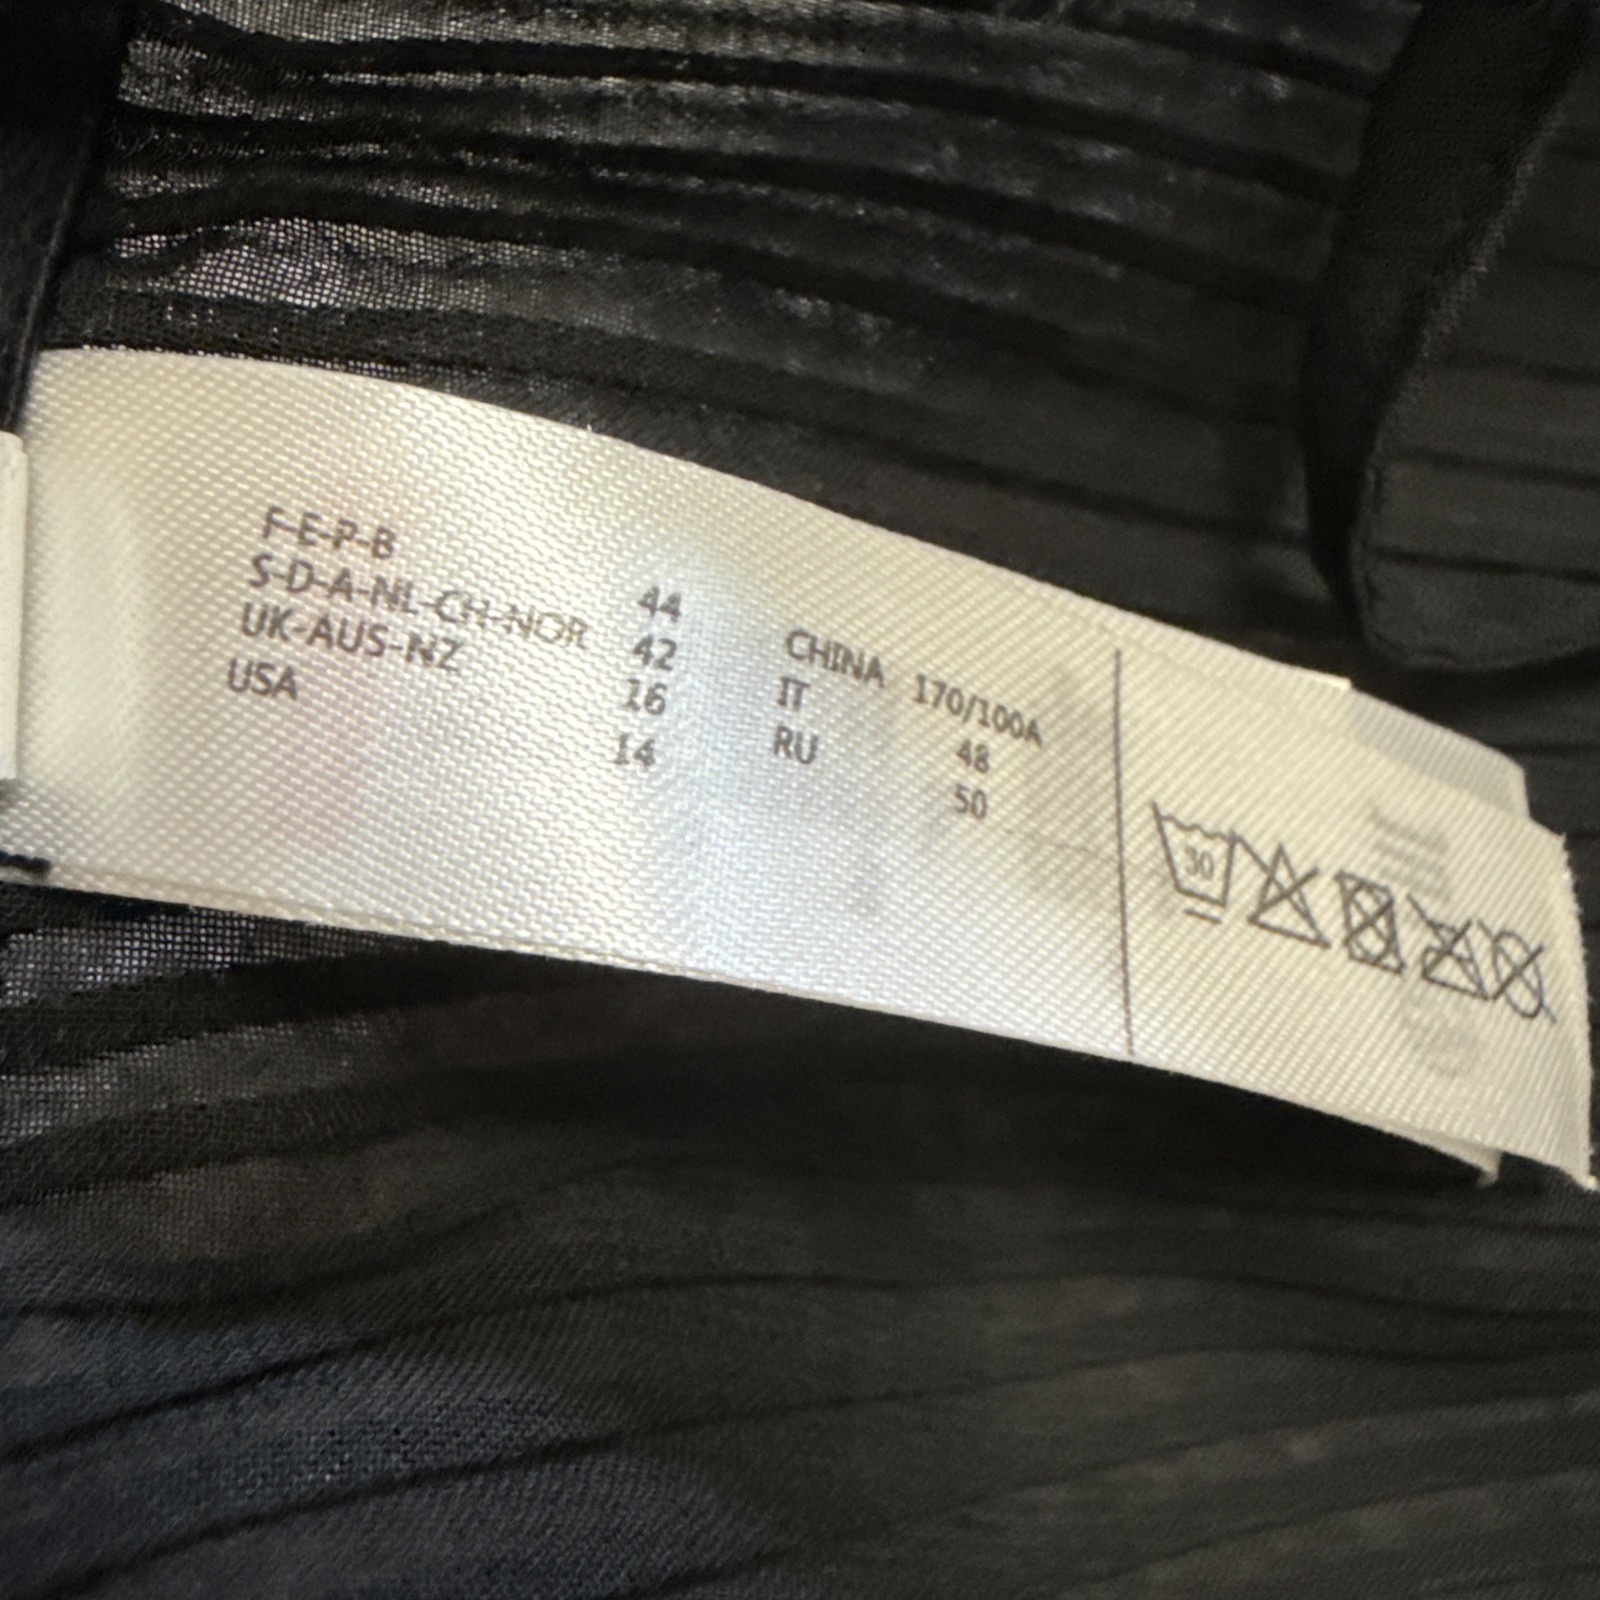 F-E-P-B 44
S-D-A-NL-CH-NOR 42
UK-AUS-NZ 16
USA 14
CHINA 170/100A
IT 48
RU 50
30